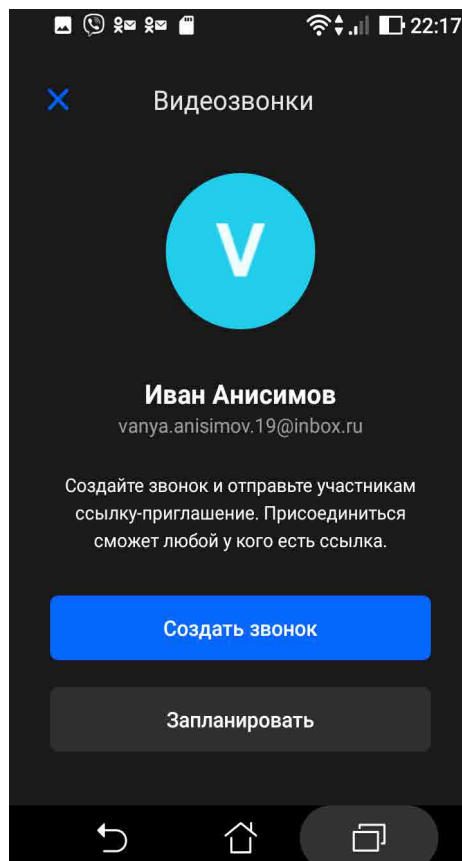 22:17
Видеозвонки
V
Иван Анисимов
vanya.anisimov.19@inbox.ru
Создайте звонок и отправьте участникам
ссылку-приглашение. Присоединиться
сможет любой у кого есть ссылка.
Создать звонок
Запланировать